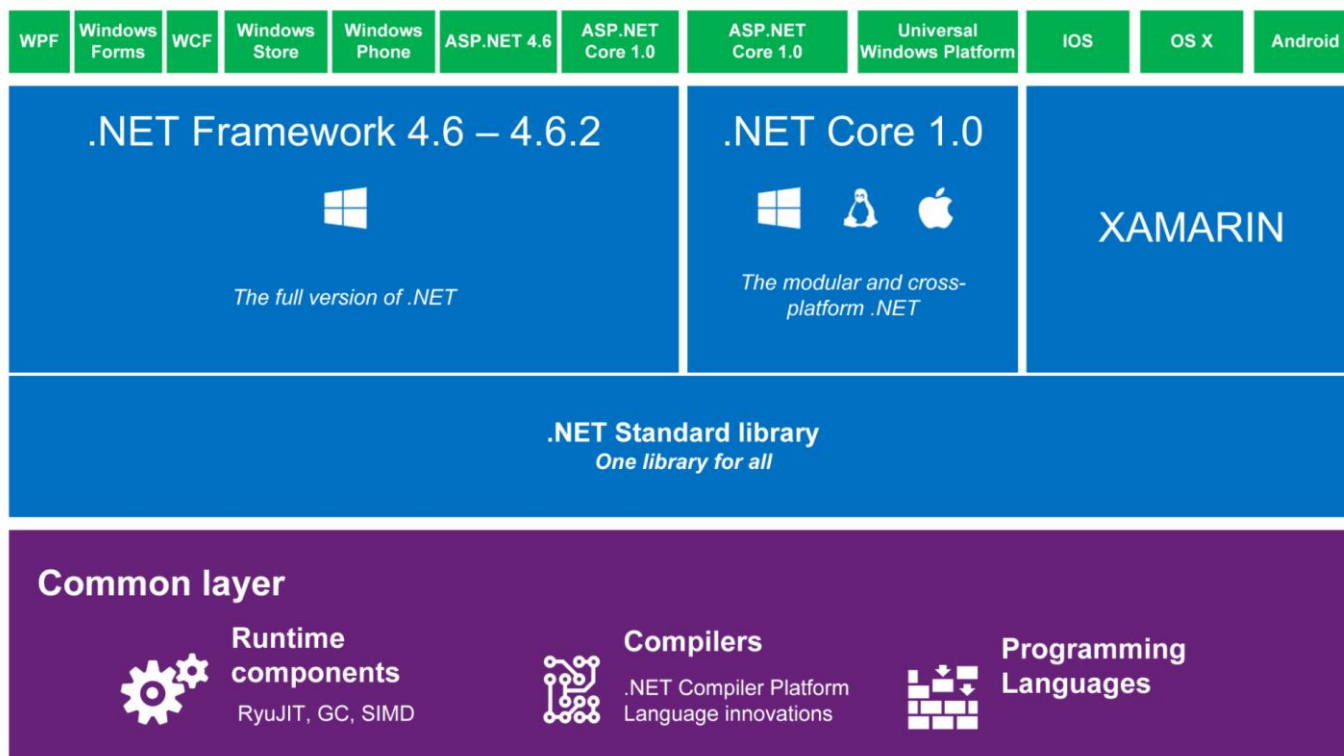 WPF
Windows
Forms
WCF
Windows
Store
Windows
Phone
ASP.NET 4.6
ASP.NET
Core 1.0
ASP.NET
Core 1.0
Universal
Windows Platform
IOS
OS X
Android
.NET Framework 4.6 – 4.6.2
The full version of .NET
.NET Core 1.0
The modular and cross-
platform .NET
XAMARIN
.NET Standard library
One library for all
Common layer
Runtime
components
RyuJIT, GC, SIMD
Compilers
.NET Compiler Platform
Language innovations
Programming
Languages